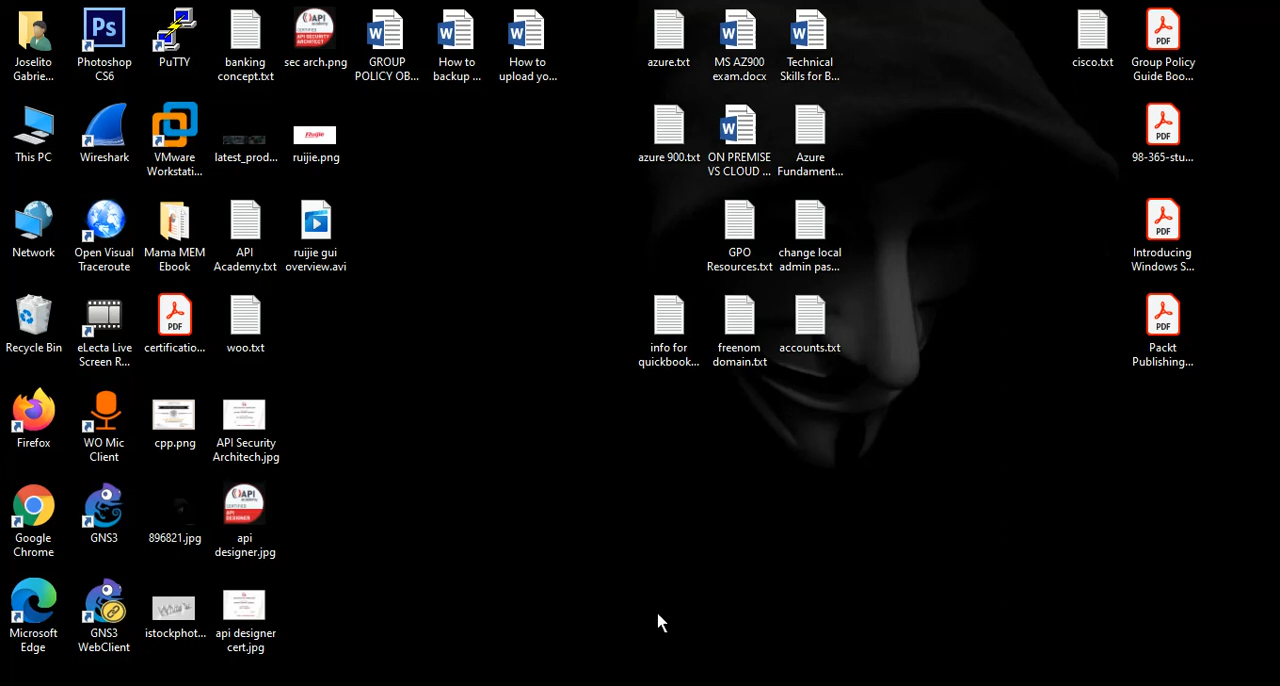 Joselito
Gabrie...
Photoshop
CS6
PuTTY
banking
concept.txt
sec arch.png
GROUP
POLICY OB...
How to
backup ...
How to
upload yo...
azure.txt
MS AZ900
exam.docx
Technical
Skills for B...
cisco.txt
Group Policy
Guide Boo...
This PC
Wireshark
VMware
Workstati...
latest_prod...
ruijie.png
azure 900.txt
ON PREMISE
VS CLOUD ...
Azure
Fundament...
98-365-stu...
Network
Open Visual
Traceroute
Mama MEM
Ebook
API
Academy.txt
ruijie gui
overview.avi
GPO
Resources.txt
change local
admin pas...
Introducing
Windows S...
Recycle Bin
eLecta Live
Screen R...
certificatio...
woo.txt
info for
quickbook...
freenom
domain.txt
accounts.txt
Packt
Publishing...
Firefox
WO Mic
Client
cpp.png
API Security
Architech.jpg
Google
Chrome
GNS3
896821.jpg
api
designer.jpg
Microsoft
Edge
GNS3
WebClient
istockphot...
api designer
cert.jpg